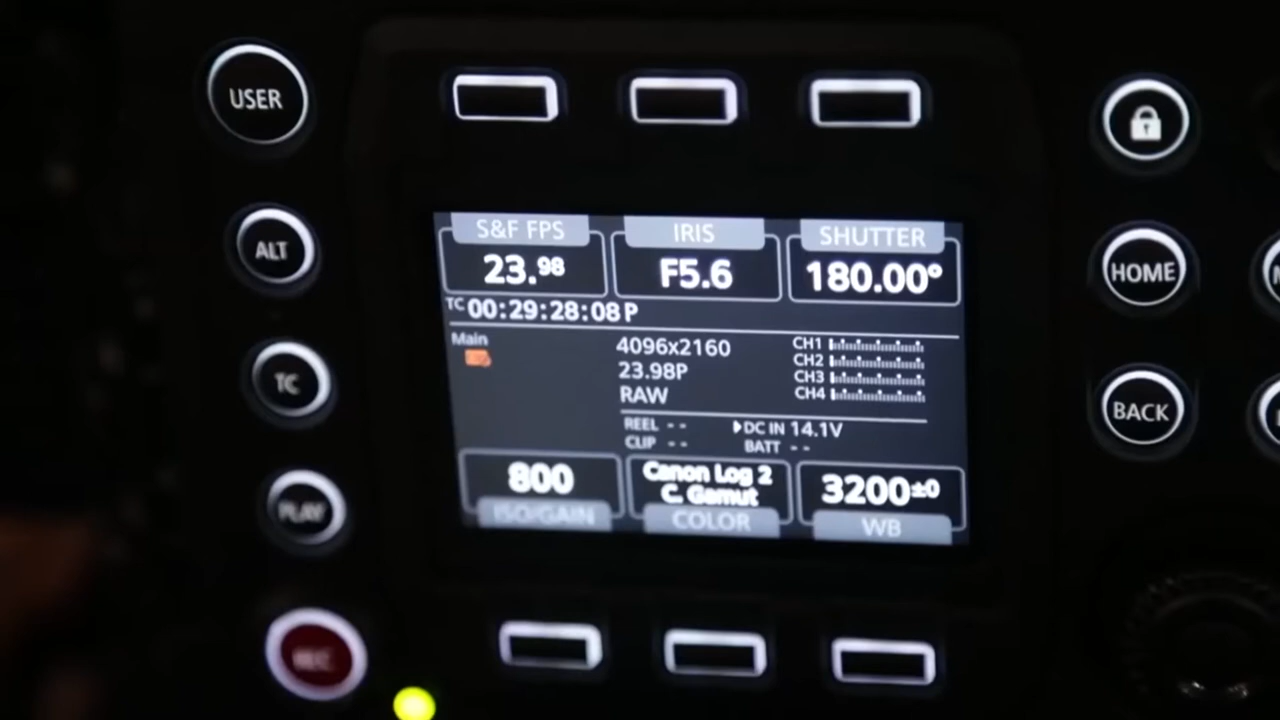 USER
S&F FPS
IRIS
SHUTTER
23.98
F5.6
180.00°
ALT
HOME
TC 00:29:28:08 P
Main
4096x2160
23.98P
RAW
CH1
CH2
CH3
CH4
TC
BACK
REEL -- 
CLIP --
DC IN 14.1V
BATT --
800
Canon Log 2
C. Gamut
3200±0
ISO/GAIN
COLOR
WB
PLAY
REC